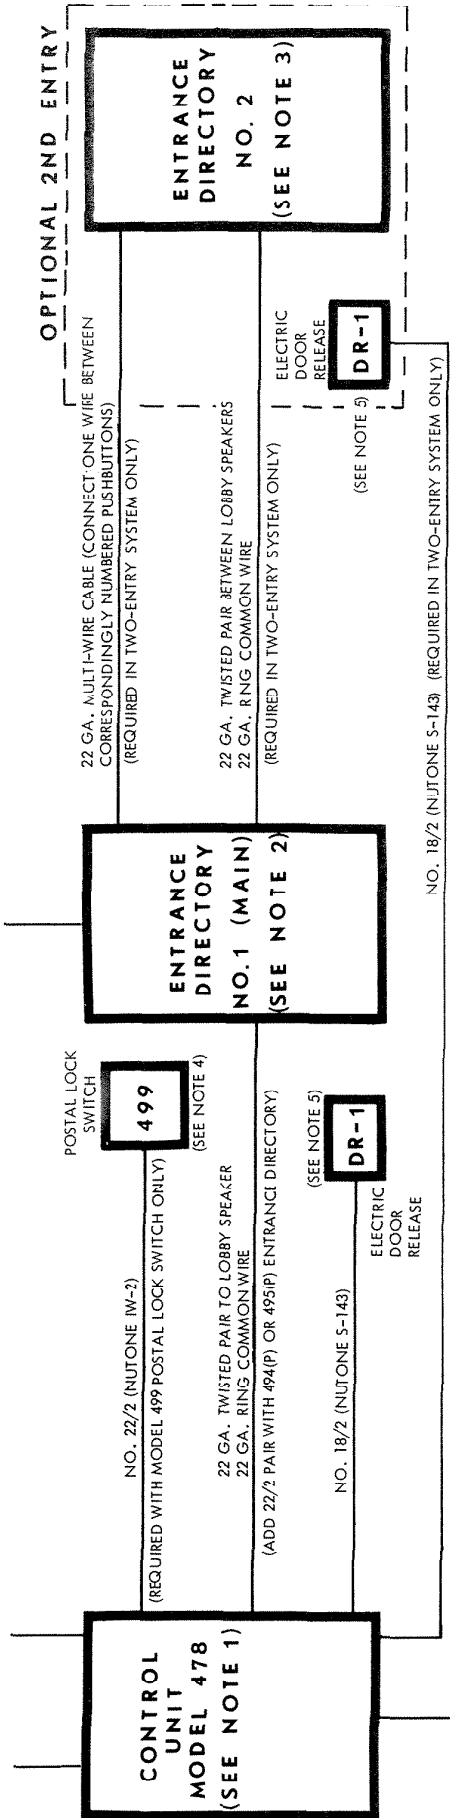 OPTIONAL 2ND ENTRY
ENTRANCE
DIRECTORY
NO. 2
(SEE NOTE 3)
ELECTRIC
DOOR
RELEASE
DR-1
(SEE NOTE 5)
22 GA. MULTI-WIRE CABLE (CONNECT ONE WIRE BETWEEN
CORRESPONDINGLY NUMBERED PUSHBUTTONS)
(REQUIRED IN TWO-ENTRY SYSTEM ONLY)
22 GA. TWISTED PAIR BETWEEN LOBBY SPEAKERS
22 GA. RING COMMON WIRE
(REQUIRED IN TWO-ENTRY SYSTEM ONLY)
NO. 18/2 (NUTONE S-143) (REQUIRED IN TWO-ENTRY SYSTEM ONLY)
ENTRANCE
DIRECTORY
NO. 1 (MAIN)
(SEE NOTE 2)
POSTAL LOCK
SWITCH
499
(SEE NOTE 4)
NO. 22/2 (NUTONE IW-2)
(REQUIRED WITH MODEL 499 POSTAL LOCK SWITCH ONLY)
22 GA. TWISTED PAIR TO LOBBY SPEAKER
22 GA. RING COMMON WIRE
(ADD 22/2 PAIR WITH 494(P) OR 495(P) ENTRANCE DIRECTORY)
(SEE NOTE 5)
DR-1
ELECTRIC
DOOR
RELEASE
NO. 18/2 (NUTONE S-143)
CONTROL
UNIT
MODEL 478
(SEE NOTE 1)